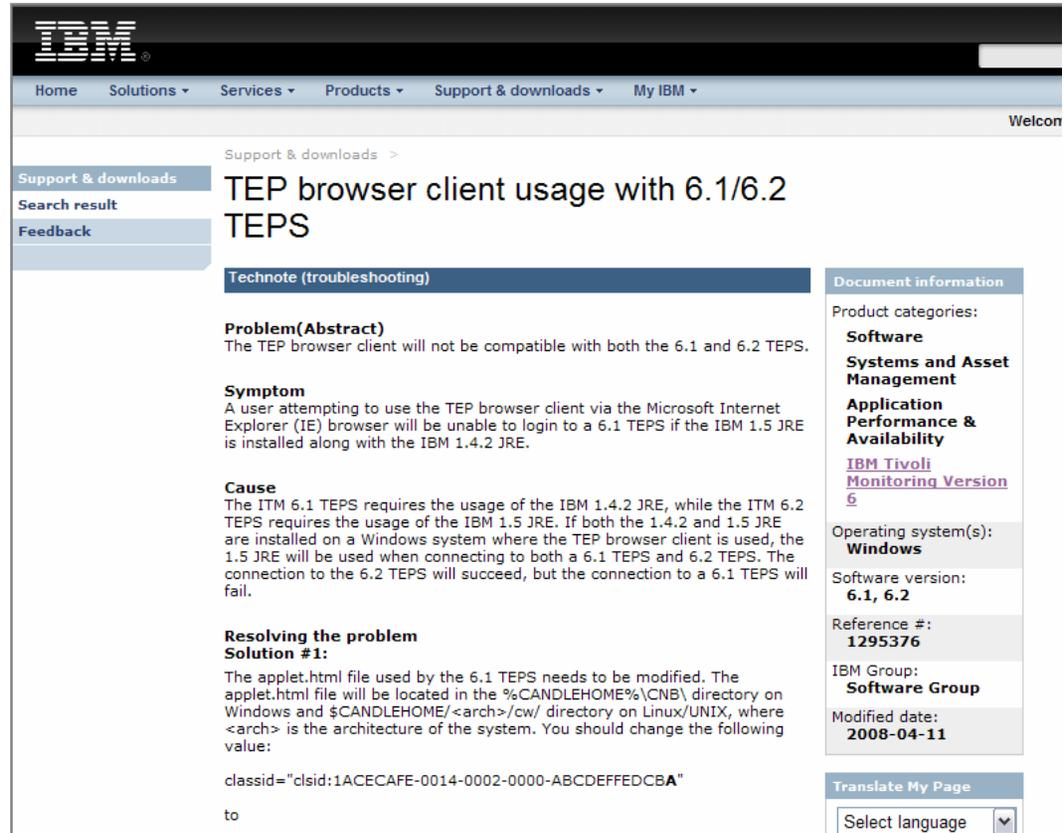 IBM®
Home Solutions Services Products Support & downloads My IBM
Support & downloads >
Support & downloads
Search result
Feedback
TEP browser client usage with 6.1/6.2
TEPS
Technote (troubleshooting)
Problem(Abstract)
The TEP browser client will not be compatible with both the 6.1 and 6.2 TEPS.
Symptom
A user attempting to use the TEP browser client via the Microsoft Internet
Explorer (IE) browser will be unable to login to a 6.1 TEPS if the IBM 1.5 JRE
is installed along with the IBM 1.4.2 JRE.
Cause
The ITM 6.1 TEPS requires the usage of the IBM 1.4.2 JRE, while the ITM 6.2
TEPS requires the usage of the IBM 1.5 JRE. If both the 1.4.2 and 1.5 JRE
are installed on a Windows system where the TEP browser client is used, the
1.5 JRE will be used when connecting to both a 6.1 TEPS and 6.2 TEPS. The
connection to the 6.2 TEPS will succeed, but the connection to a 6.1 TEPS will
fail.
Resolving the problem
Solution #1:
The applet.html file used by the 6.1 TEPS needs to be modified. The
applet.html file will be located in the %CANDLEHOME%\CNB\ directory on
Windows and $CANDLEHOME/<arch>/cw/ directory on Linux/UNIX, where
<arch> is the architecture of the system. You should change the following
value:
classid="clsid:1ACECAFE-0014-0002-0000-ABCDEFFEDCBA"
to
Document information
Product categories:
Software
Systems and Asset
Management
Application
Performance &
Availability
IBM Tivoli
Monitoring Version
6
Operating system(s):
Windows
Software version:
6.1, 6.2
Reference #:
1295376
IBM Group:
Software Group
Modified date:
2008-04-11
Translate My Page
Select language